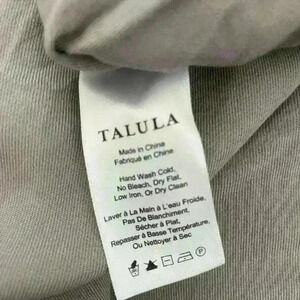 TALULA
Made in China
Fabriqué en Chine
Hand Wash Cold,
No Bleach, Dry Flat,
Low Iron, Or Dry Clean
Laver à La Main à L'eau Froide,
Pas De Blanchiment,
Sécher à Plat,
Repasser à Basse Température,
Ou Nettoyer à Sec
P